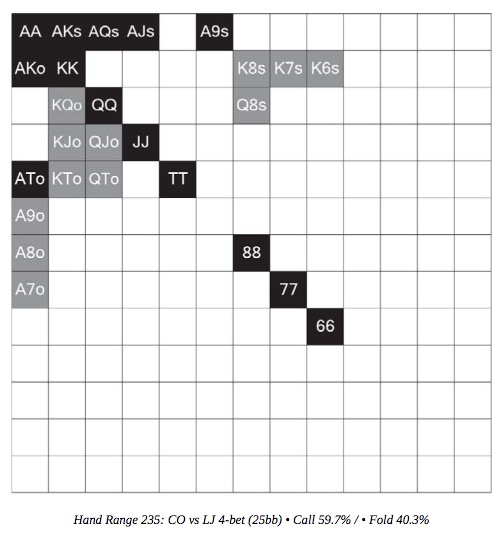 AA AKs AQs AJs A9s
AKo KK K8s K7s K6s
KQo QQ Q8s
KJo QJo JJ
ATo KTo QTo TT
A9o
A8o 88
A7o 77
66
Hand Range 235: CO vs LJ 4-bet (25bb) • Call 59.7% / • Fold 40.3%